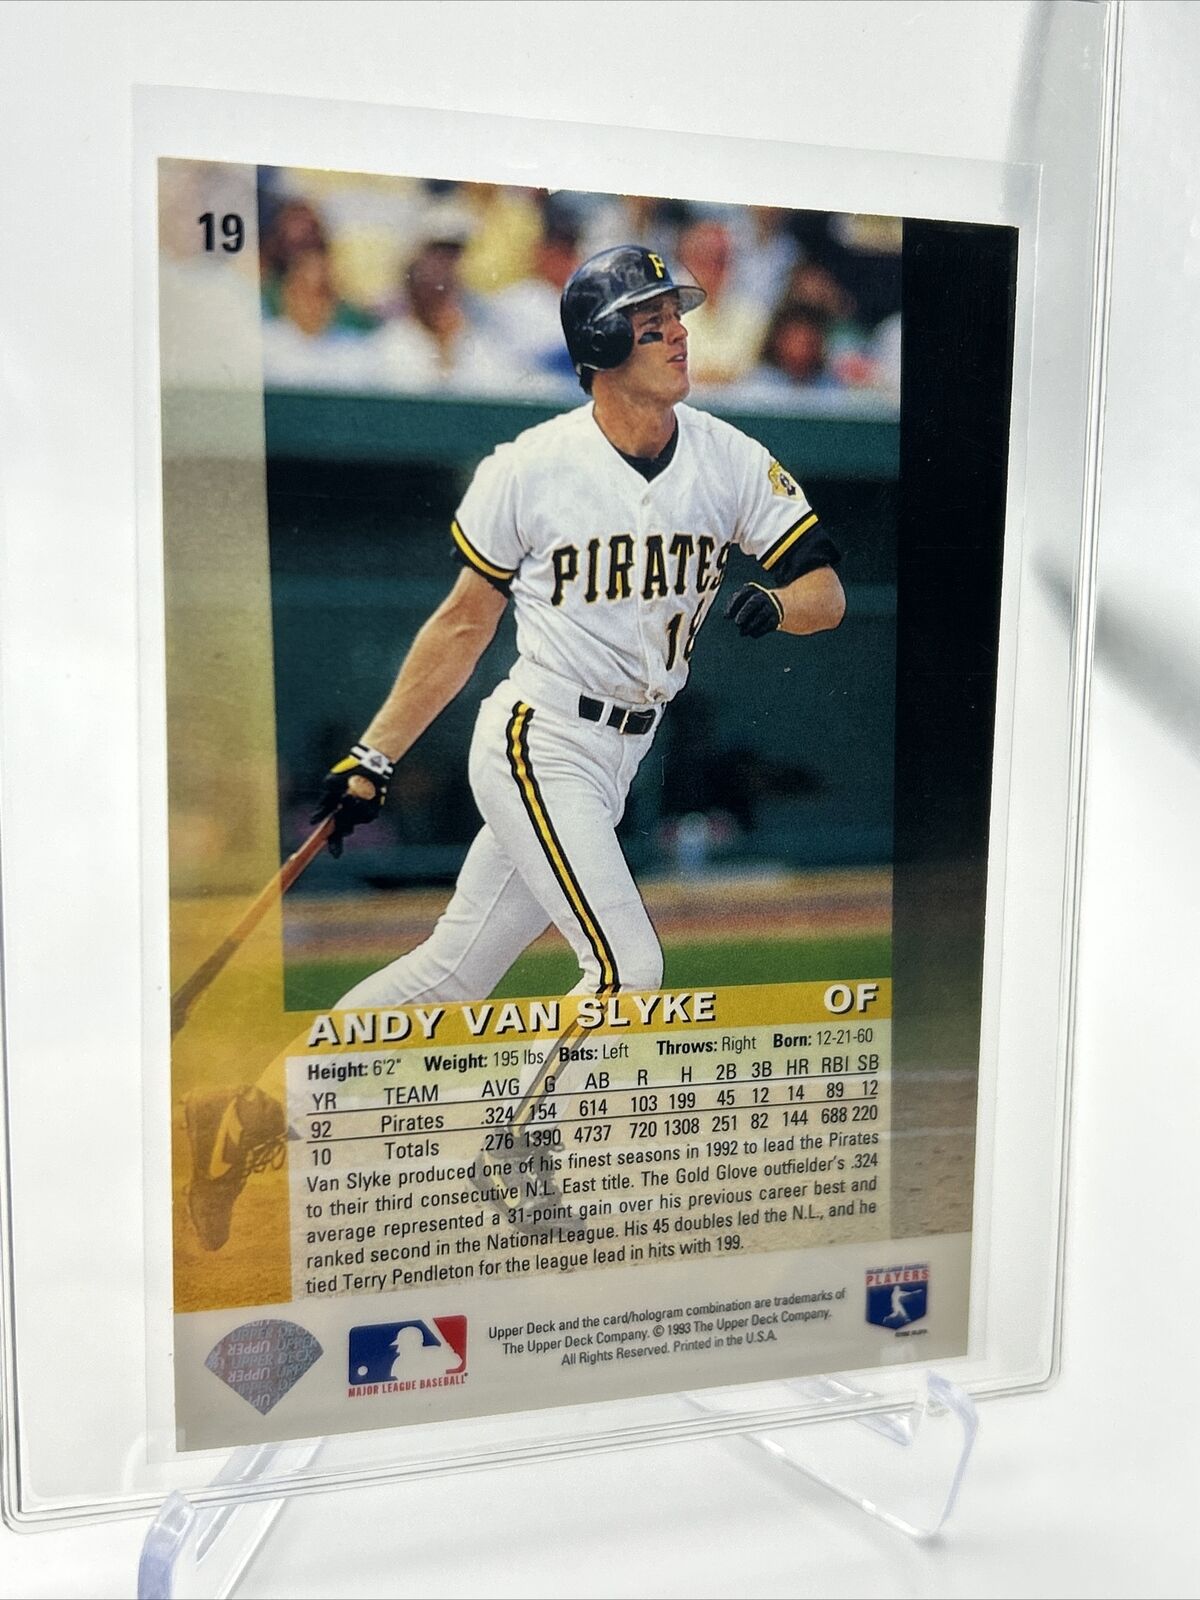 19
P
PIRATES
18
ANDY VAN SLYKE OF
Height: 6'2" Weight: 195 lbs. Bats: Left Throws: Right Born: 12-21-60
YR TEAM AVG G AB R H 2B 3B HR RBI SB
92 Pirates .324 154 614 103 199 45 12 14 89 12
10 Totals .276 1390 4737 720 1308 251 82 144 688 220
Van Slyke produced one of his finest seasons in 1992 to lead the Pirates
to their third consecutive N.L. East title. The Gold Glove outfielder's .324
average represented a 31-point gain over his previous career best and
ranked second in the National League. His 45 doubles led the N.L., and he
tied Terry Pendleton for the league lead in hits with 199.
UPPER DECK
MAJOR LEAGUE BASEBALL
Upper Deck and the card/hologram combination are trademarks of
The Upper Deck Company. © 1993 The Upper Deck Company.
All Rights Reserved. Printed in the U.S.A.
MAJOR LEAGUE BASEBALL
PLAYERS